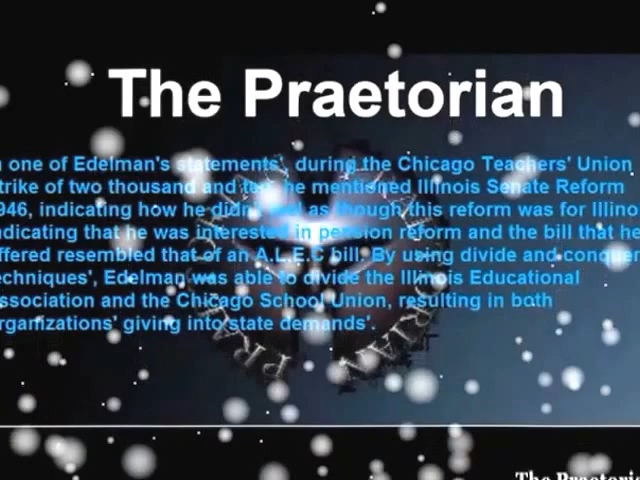 The Praetorian
one of Edelman's statements', during the Chicago Teachers' Union
trike of two thousand and he mentioned Illinois Senate Reform
946, indicating how he didn't as though this reform was for Illino
ndicating that he was interested in pension reform and the bill that he
ffered resembled that of an A.L.E.C bill. By using divide and conquer
echniques', Edelman was able to divide the Illinois Educational
ssociation and the Chicago School Union, resulting in both
rganizations' giving into state demands'.
PRAETORIAN
The Praetoria